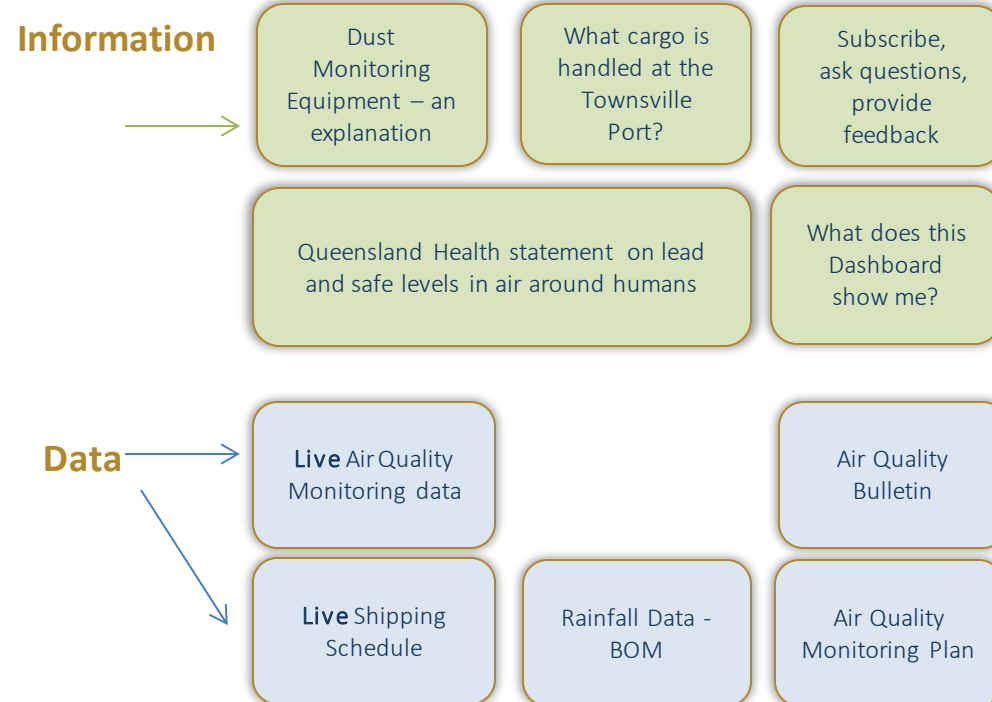 Information
Dust
Monitoring
Equipment – an
explanation
What cargo is
handled at the
Townsville
Port?
Subscribe,
ask questions,
provide
feedback
Queensland Health statement on lead
and safe levels in air around humans
What does this
Dashboard
show me?
Data
Live Air Quality
Monitoring data
Air Quality
Bulletin
Live Shipping
Schedule
Rainfall Data -
BOM
Air Quality
Monitoring Plan